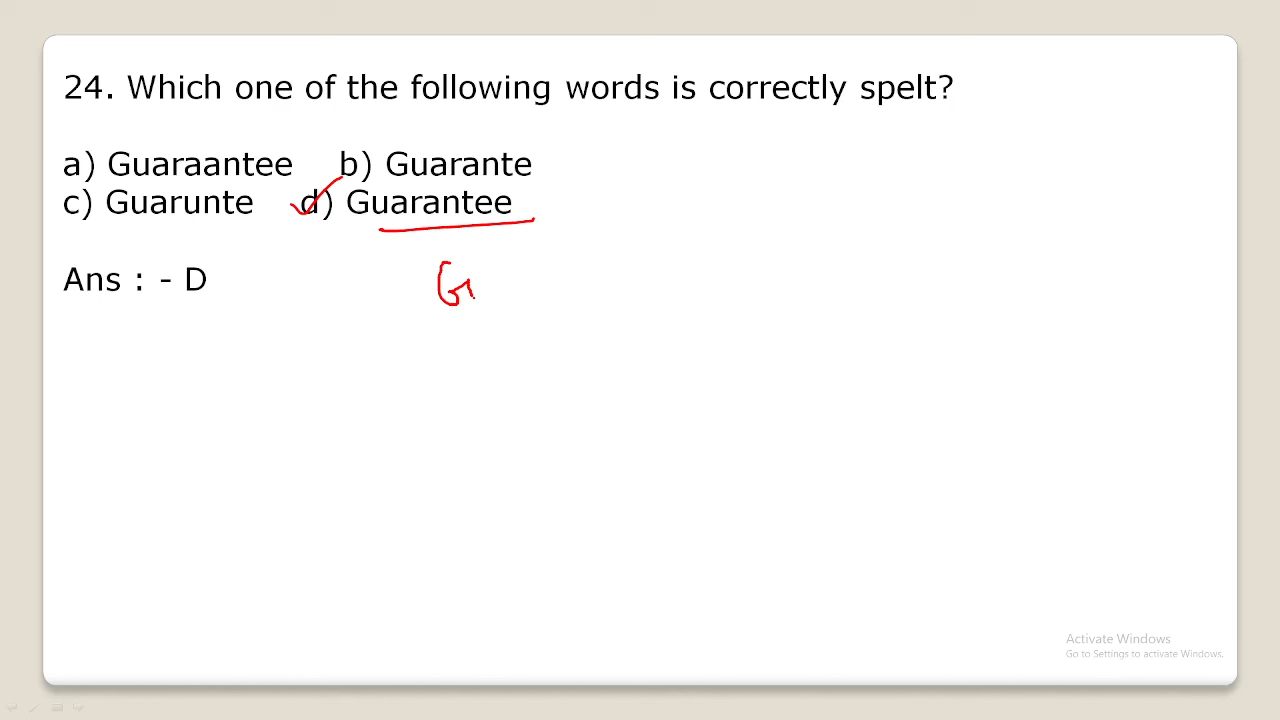 24. Which one of the following words is correctly spelt?
a) Guaraantee b) Guarante
c) Guarunte d) Guarantee
Ans : - D
G
Activate Windows
Go to Settings to activate Windows.